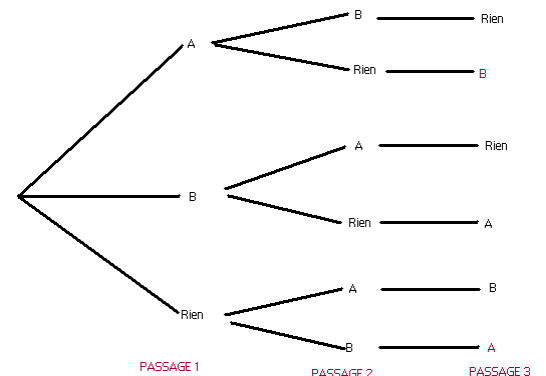 B Rien
A
Rien B
A Rien
B
Rien A
A B
Rien
B A
PASSAGE 1 PASSAGE 2 PASSAGE 3